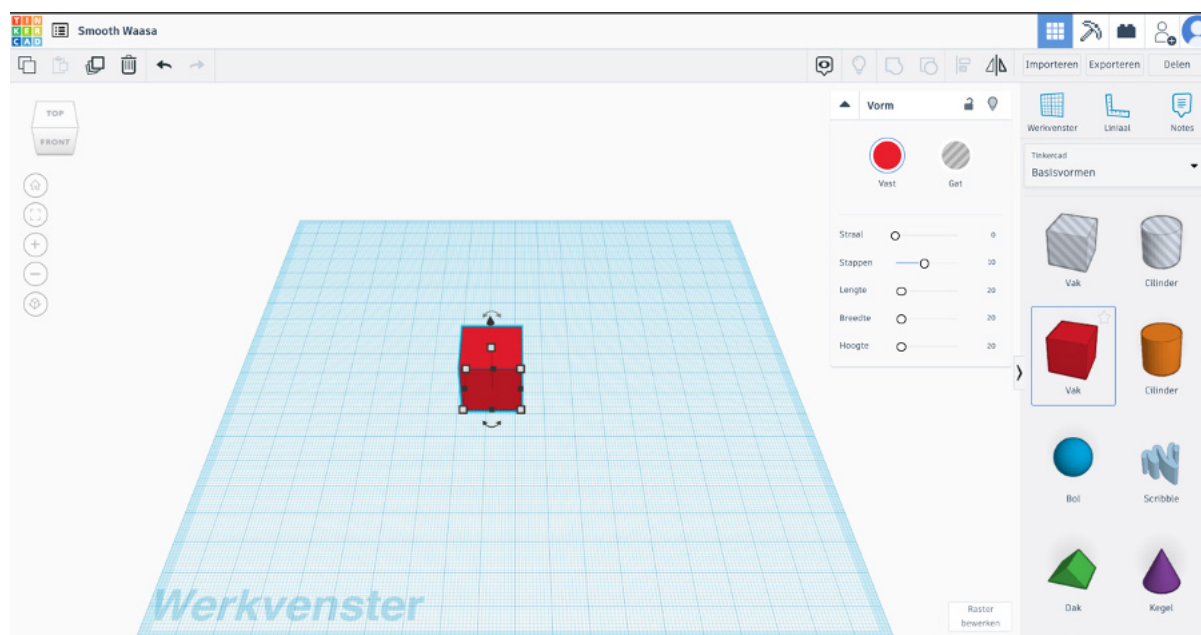 TIN
KER
CAD
Smooth Waasa
Importeren
Exporteren
Delen
TOP
FRONT
Vorm
Vast
Gat
Straal 0
Stappen 10
Lengte 20
Breedte 20
Hoogte 20
Werkvenster
Liniaal
Notes
Tinkercad
Basisvormen
Vak
Cilinder
Vak
Cilinder
Bol
Scribble
Dak
Kegel
Werkvenster
Raster
bewerken